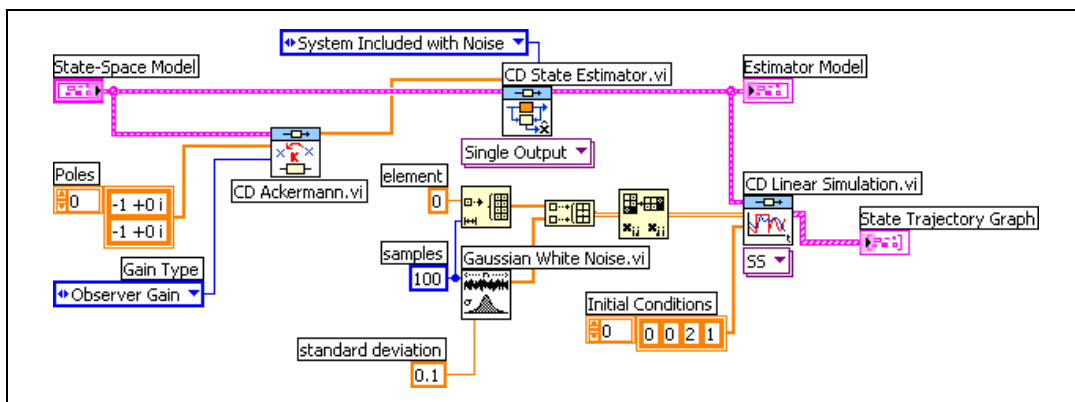 System Included with Noise
State-Space Model
CD State Estimator.vi
Estimator Model
Single Output
Poles
0
-1 +0 i
-1 +0 i
CD Ackermann.vi
K
Gain Type
Observer Gain
element
0
samples
100
Gaussian White Noise.vi
standard deviation
0.1
CD Linear Simulation.vi
SS
State Trajectory Graph
Initial Conditions
0
0 0 2 1